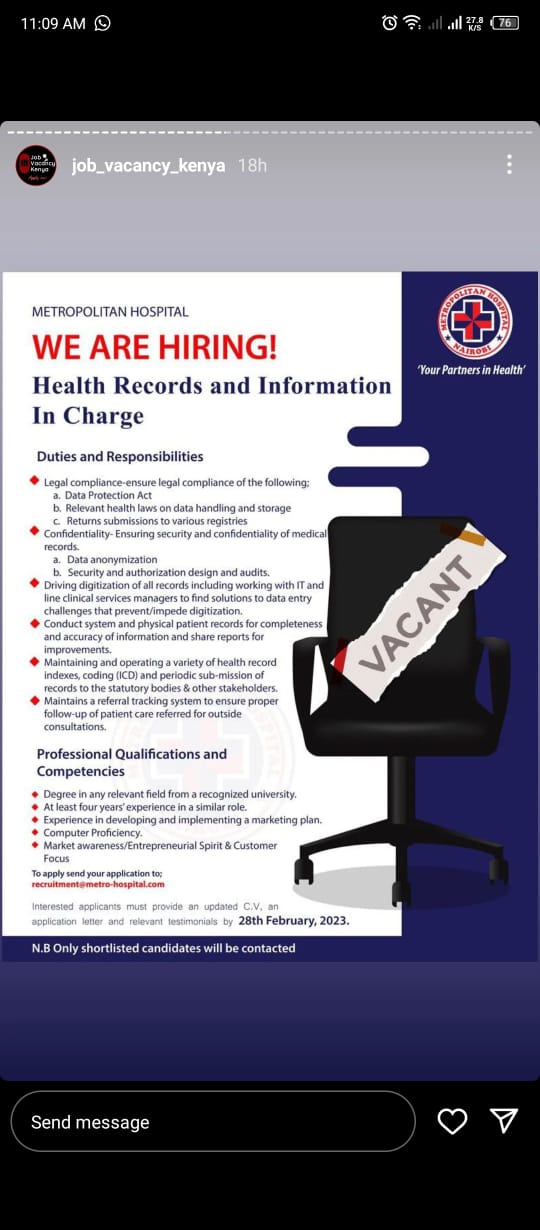 11:09 AM
27.8
K/S
76
Job
Vacancy
Kenya
job_vacancy_kenya 18h
METROPOLITAN HOSPITAL
NAIROBI
'Your Partners in Health'
METROPOLITAN HOSPITAL
WE ARE HIRING!
Health Records and Information
In Charge
Duties and Responsibilities
Legal compliance-ensure legal compliance of the following;
a. Data Protection Act
b. Relevant health laws on data handling and storage
c. Returns submissions to various registries
Confidentiality- Ensuring security and confidentiality of medical
records.
a. Data anonymization
b. Security and authorization design and audits.
Driving digitization of all records including working with IT and
line clinical services managers to find solutions to data entry
challenges that prevent/impede digitization.
Conduct system and physical patient records for completeness
and accuracy of information and share reports for
improvements.
Maintaining and operating a variety of health record
indexes, coding (ICD) and periodic sub-mission of
records to the statutory bodies & other stakeholders.
Maintains a referral tracking system to ensure proper
follow-up of patient care referred for outside
consultations.
VACANT
Professional Qualifications and
Competencies
Degree in any relevant field from a recognized university.
At least four years' experience in a similar role.
Experience in developing and implementing a marketing plan.
Computer Proficiency.
Market awareness/Entrepreneurial Spirit & Customer
Focus
To apply send your application to;
recruitment@metro-hospital.com
Interested applicants must provide an updated C.V, an
application letter and relevant testimonials by 28th February, 2023.
N.B Only shortlisted candidates will be contacted
Send message